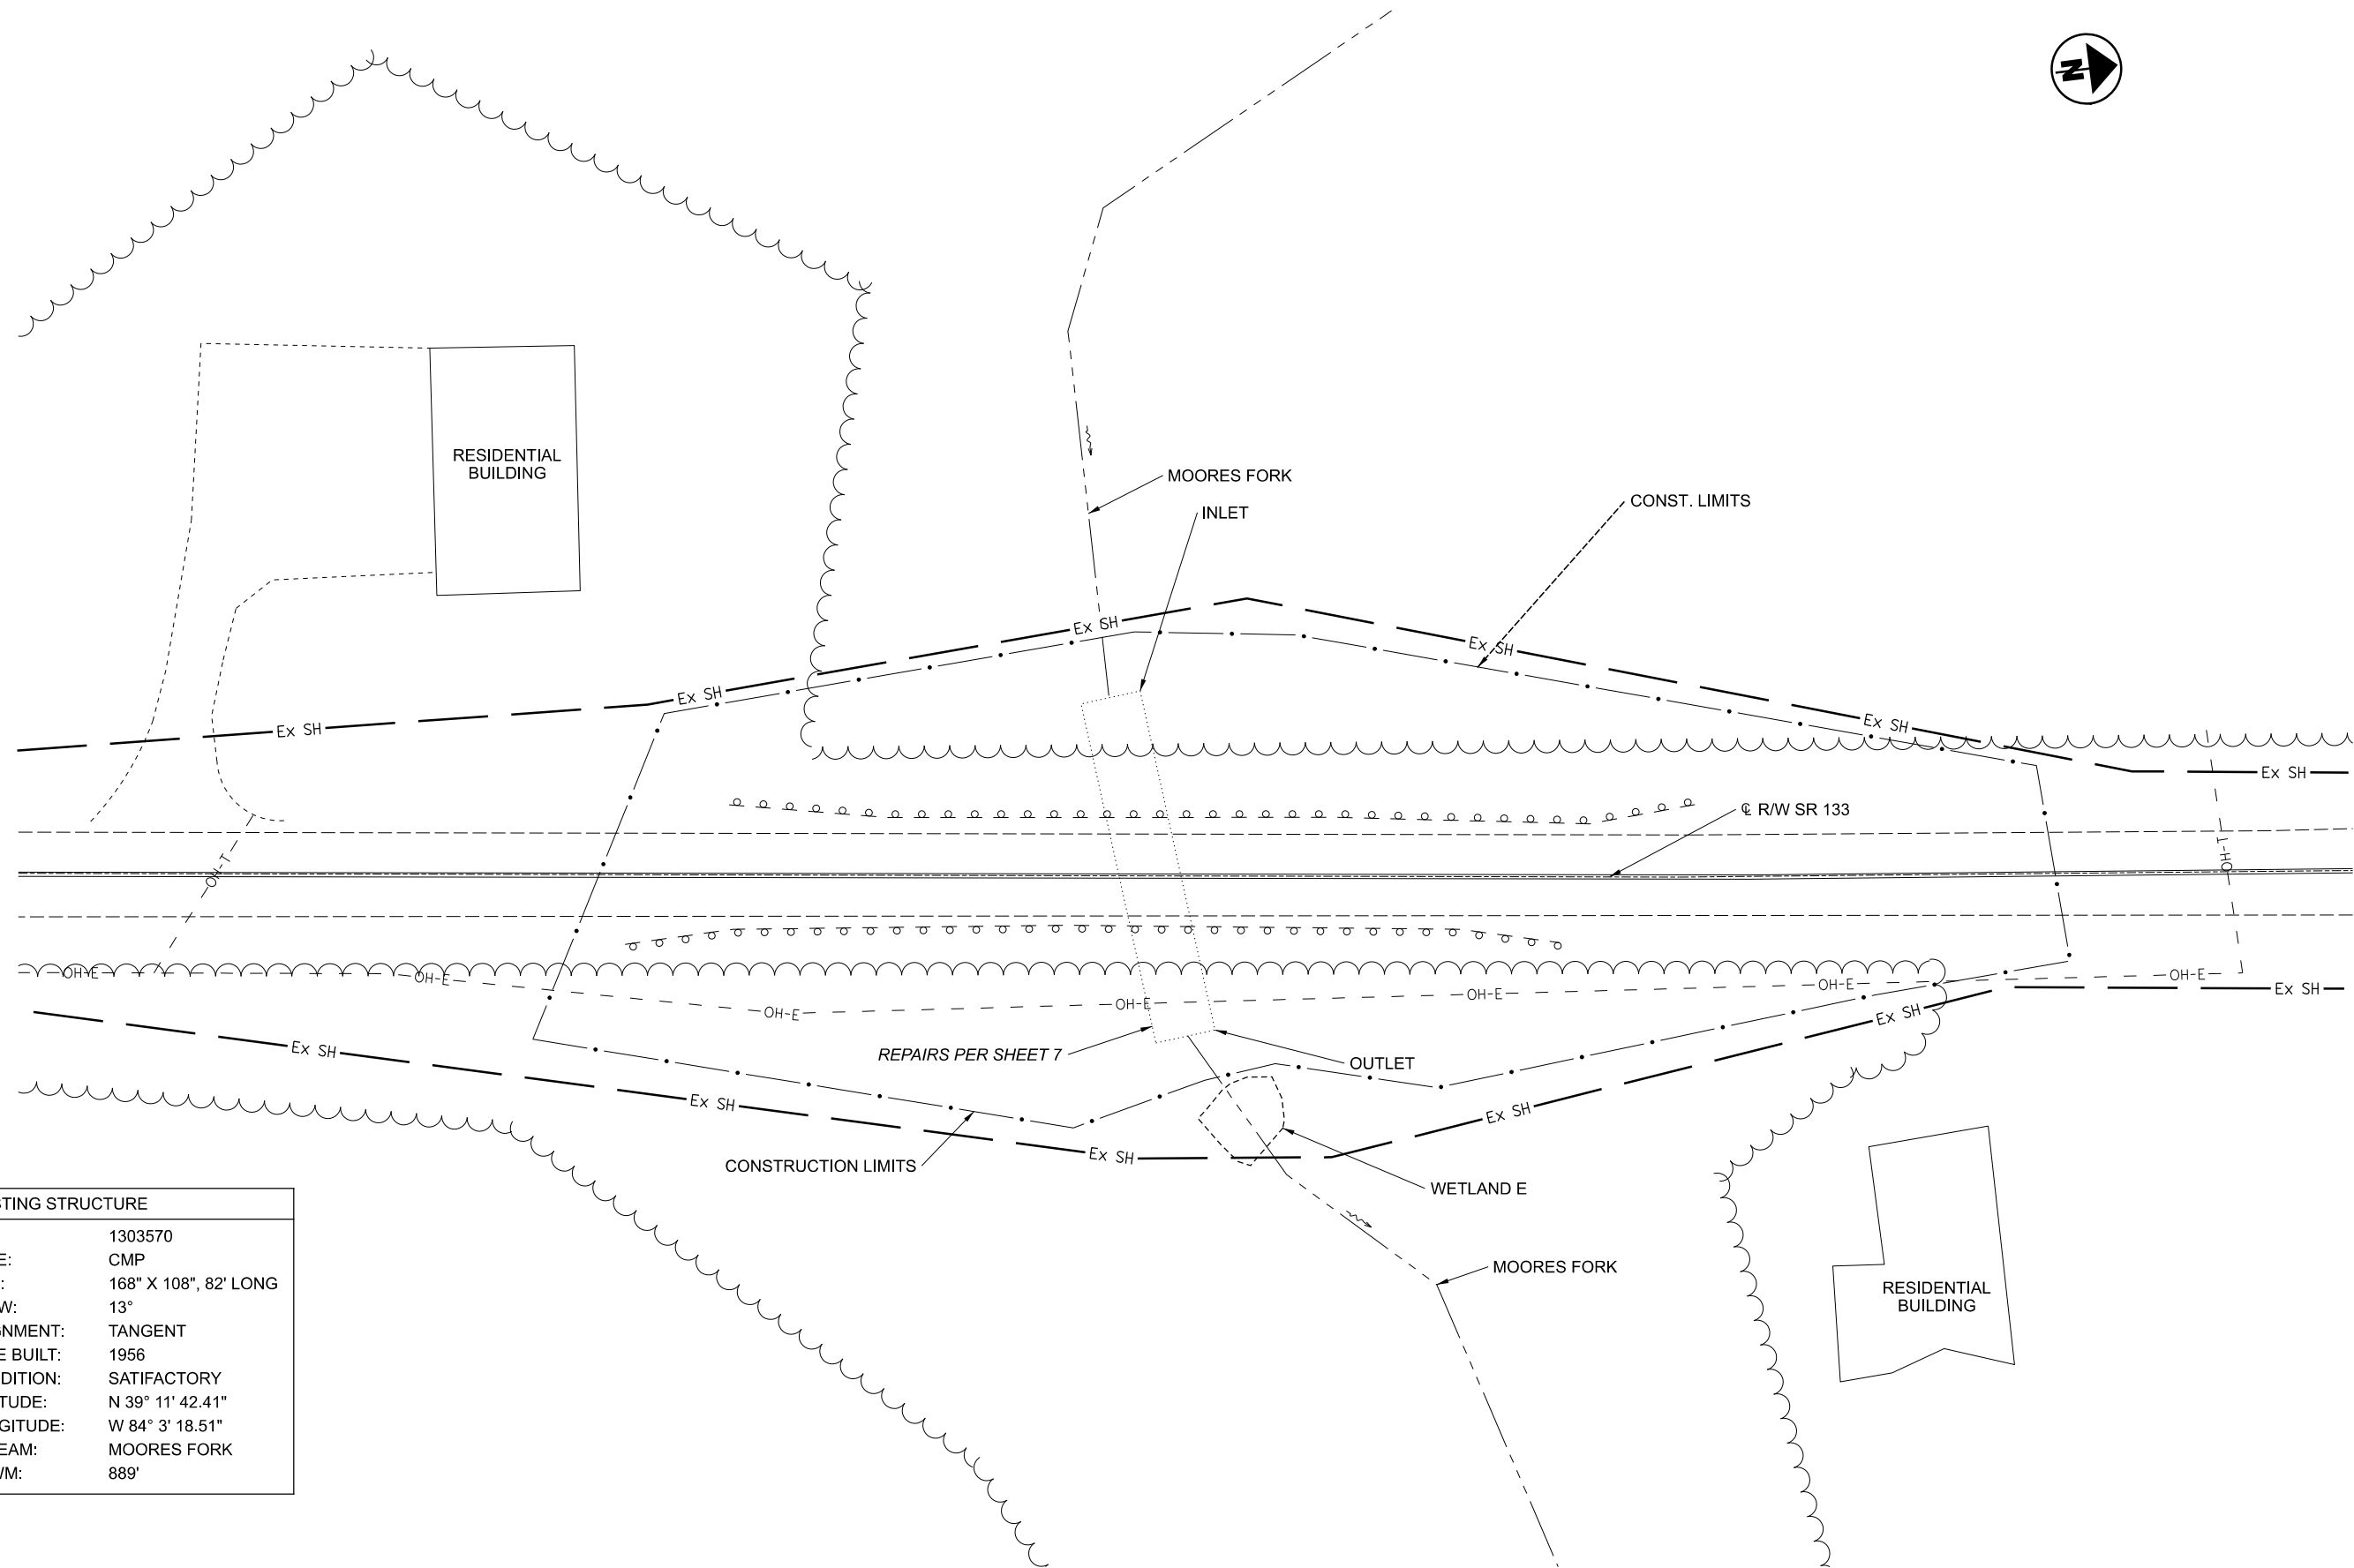 N
RESIDENTIAL
BUILDING
MOORES FORK
INLET
CONST. LIMITS
Ex SH
Ex SH
Ex SH
Ex SH
Ex SH
Ex SH
℄ R/W SR 133
OH-T
OH-T
OH-E
OH-E
OH-E
OH-E
OH-E
OH-E
OH-E
Ex SH
Ex SH
Ex SH
Ex SH
Ex SH
Ex SH
REPAIRS PER SHEET 7
OUTLET
CONSTRUCTION LIMITS
WETLAND E
MOORES FORK
RESIDENTIAL
BUILDING
STING STRUCTURE
1303570
E: CMP
: 168" X 108", 82' LONG
W: 13°
GNMENT: TANGENT
E BUILT: 1956
DITION: SATIFACTORY
TUDE: N 39° 11' 42.41"
GITUDE: W 84° 3' 18.51"
EAM: MOORES FORK
WM: 889'